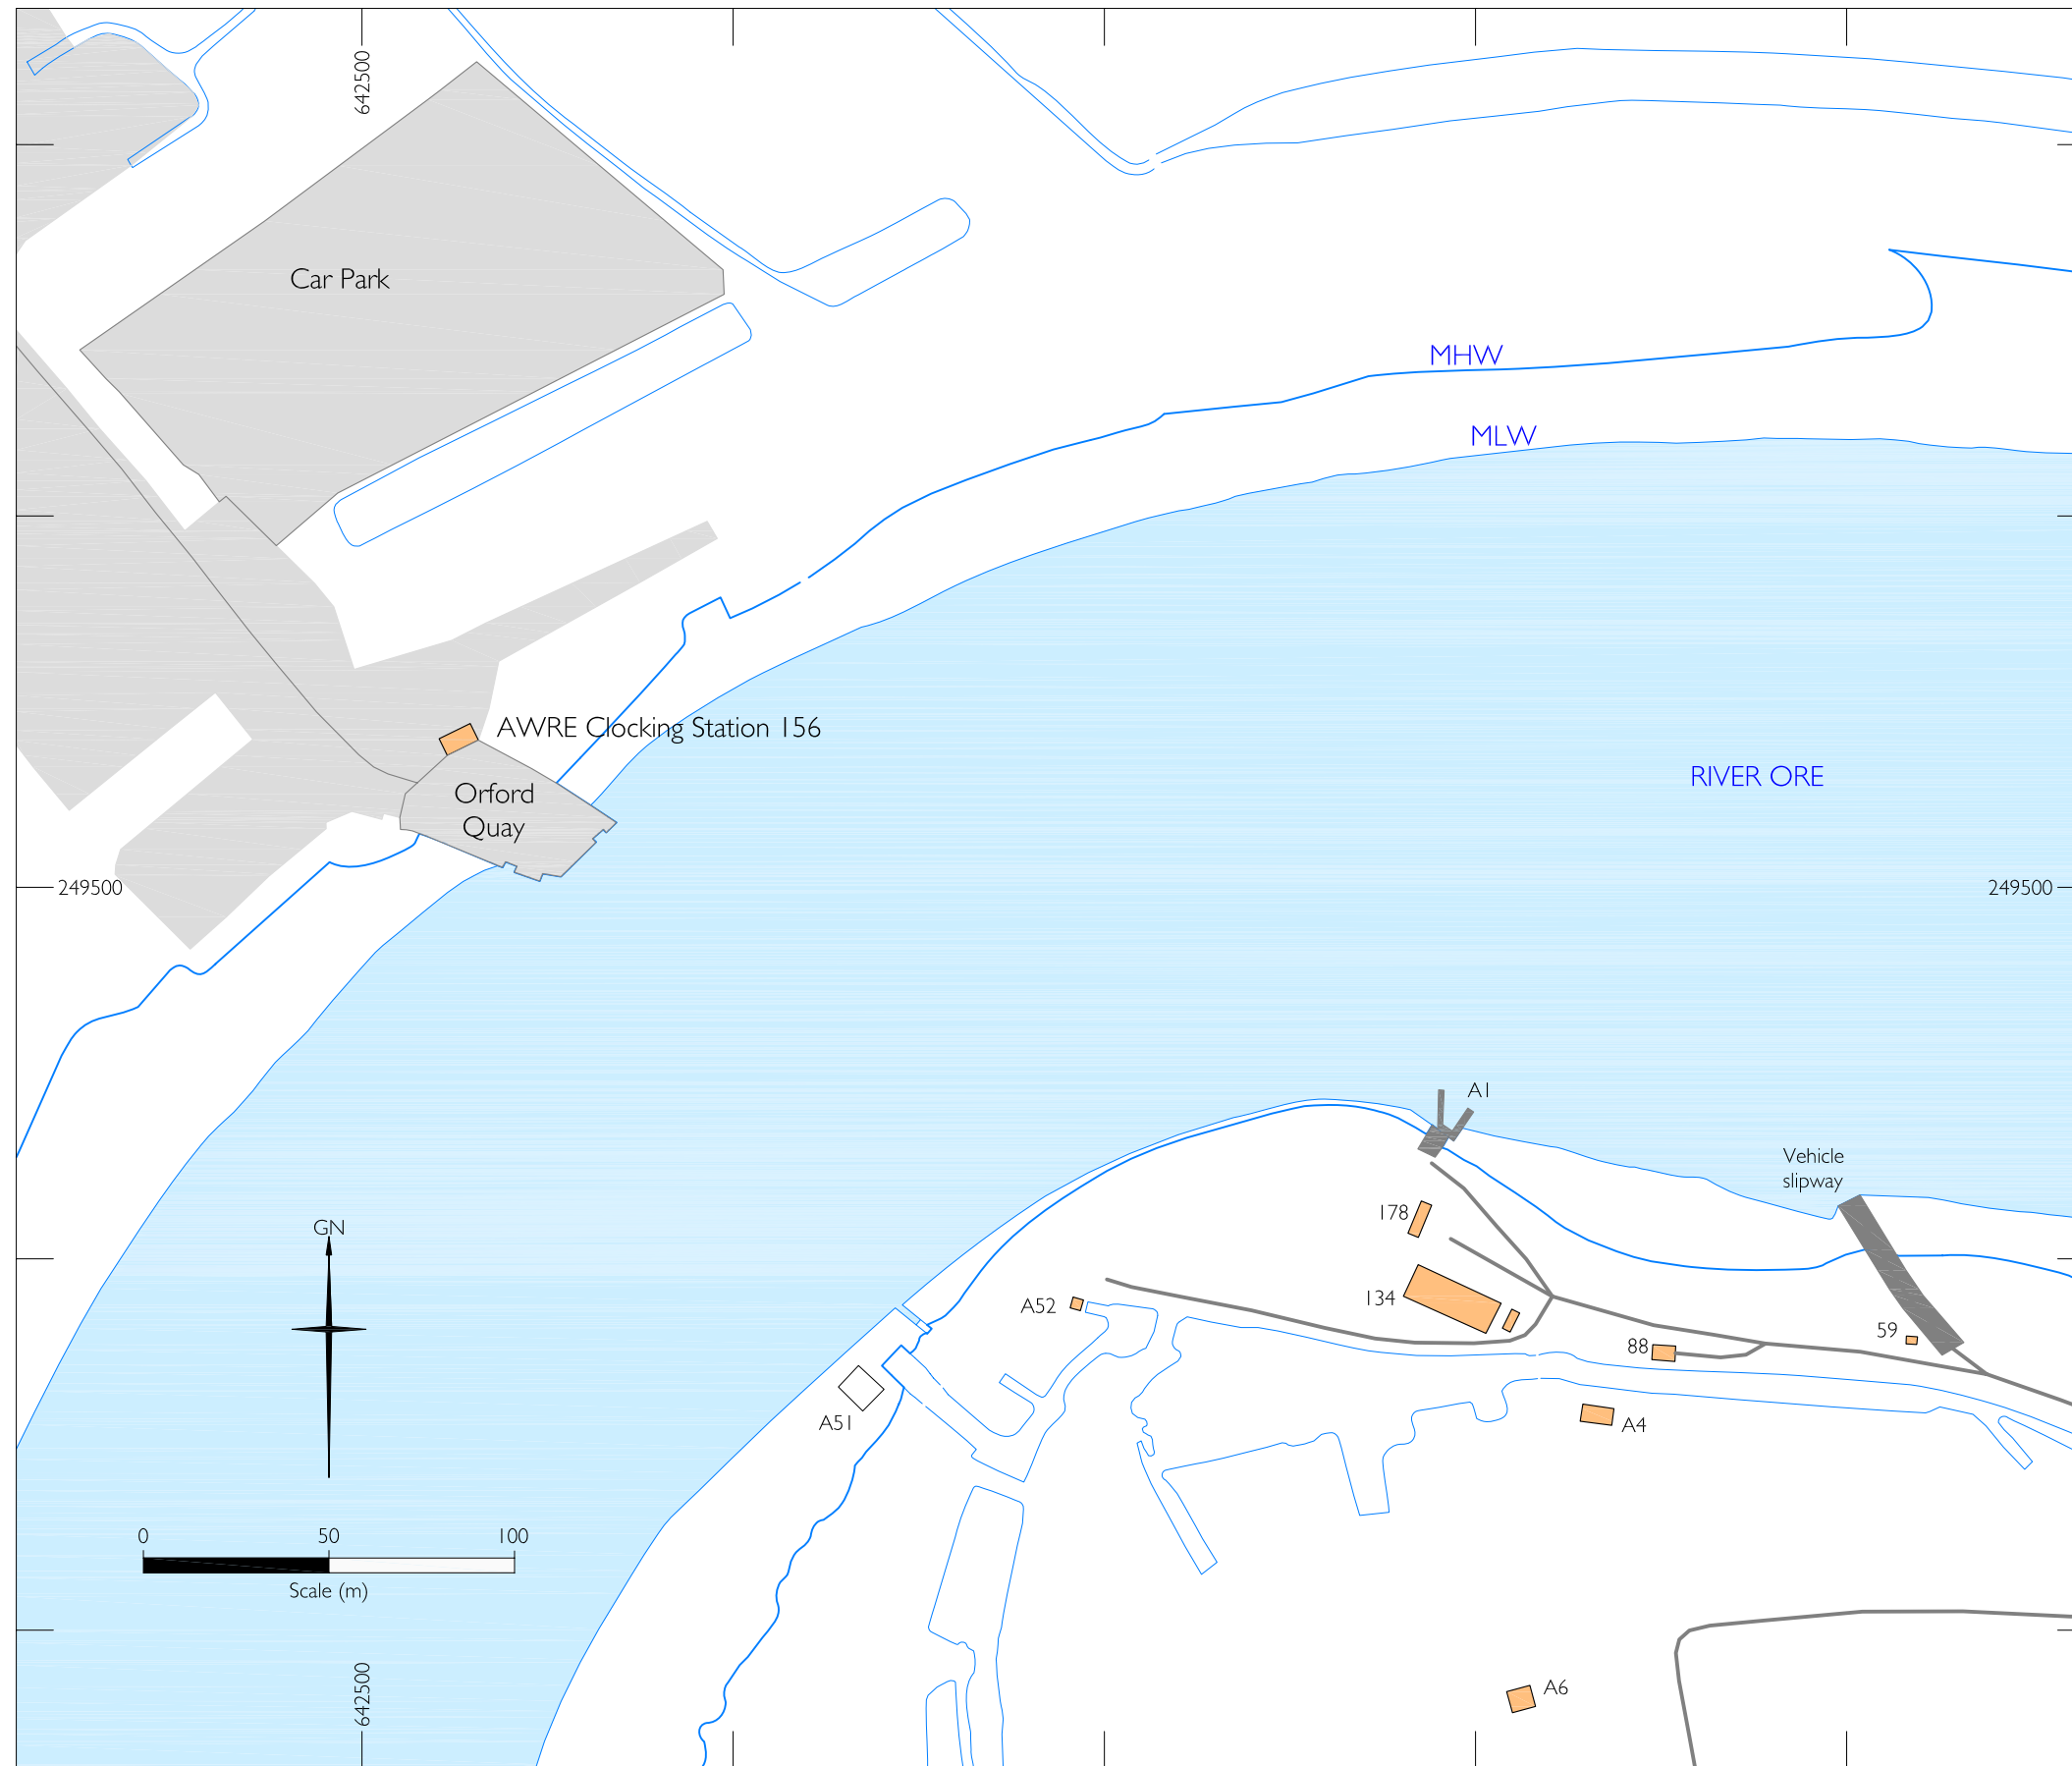 642500
Car Park
MHW
MLW
AWRE Clocking Station 156
RIVER ORE
Orford
Quay
249500
249500
A1
Vehicle
slipway
178
GN
134
A52
59
88
A51
A4
0 50 100
Scale (m)
642500
A6